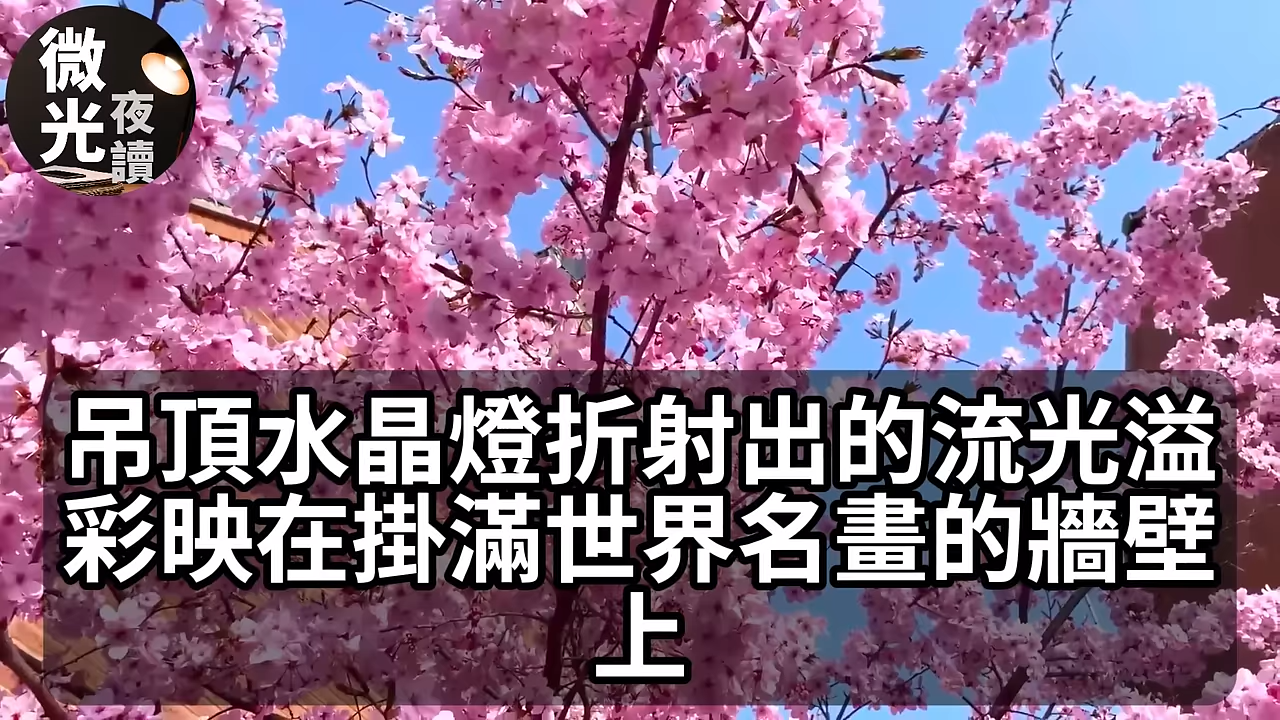 微光
夜讀
吊頂水晶燈折射出的流光溢
彩映在掛滿世界名畫的牆壁
上